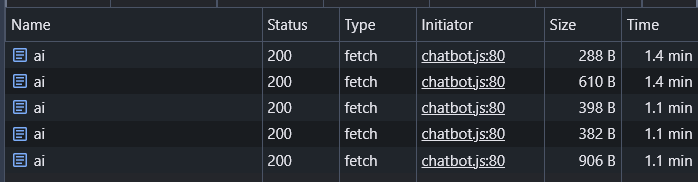 Name Status Type Initiator Size Time
ai 200 fetch chatbot.js:80 288 B 1.4 min
ai 200 fetch chatbot.js:80 610 B 1.4 min
ai 200 fetch chatbot.js:80 398 B 1.1 min
ai 200 fetch chatbot.js:80 382 B 1.1 min
ai 200 fetch chatbot.js:80 906 B 1.1 min